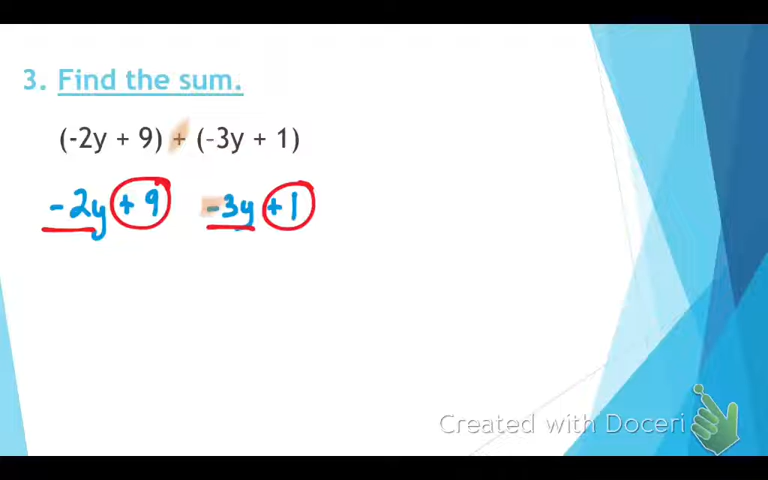 3. Find the sum.
(-2y + 9) + (-3y + 1)
-2y + 9 -3y + 1
Created with Doceri